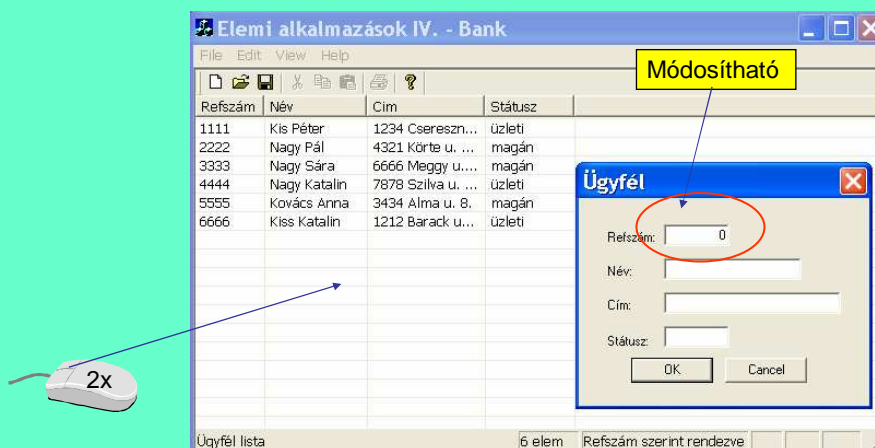 Elemi alkalmazások IV. - Bank
File Edit View Help
Módosítható
Refszám Név Cím Státusz
1111 Kis Péter 1234 Csereszn... üzleti
2222 Nagy Pál 4321 Körte u. ... magán
3333 Nagy Sára 6666 Meggy u.... magán
4444 Nagy Katalin 7878 Szilva u. ... üzleti
5555 Kovács Anna 3434 Alma u. 8. magán
6666 Kiss Katalin 1212 Barack u... üzleti
Ügyfél
Refszám: 0
Név:
Cím:
Státusz:
OK Cancel
2x
Ügyfél lista 6 elem Refszám szerint rendezve